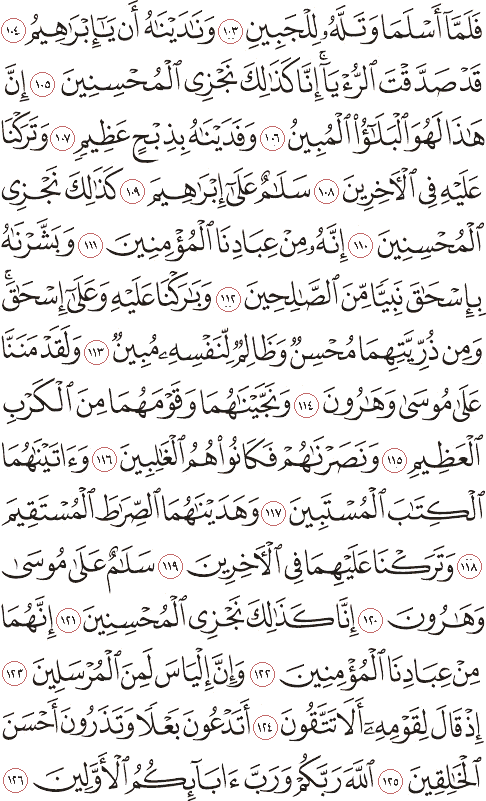 فَلَمَّآ أَسْلَمَا وَتَلَّهُۥ لِلْجَبِينِ ١٠٣ وَنَٰدَيْنَٰهُ أَن يَٰٓإِبْرَٰهِيمُ ١٠٤
قَدْ صَدَّقْتَ ٱلرُّءْيَآۚ إِنَّا كَذَٰلِكَ نَجْزِى ٱلْمُحْسِنِينَ ١٠٥ إِنَّ
هَٰذَا لَهُوَ ٱلْبَلَٰٓؤُا۟ ٱلْمُبِينُ ١٠٦ وَفَدَيْنَٰهُ بِذِبْحٍ عَظِيمٍ ١٠٧ وَتَرَكْنَا
عَلَيْهِ فِى ٱلْءَاخِرِينَ ١٠٨ سَلَٰمٌ عَلَىٰٓ إِبْرَٰهِيمَ ١٠٩ كَذَٰلِكَ نَجْزِى
ٱلْمُحْسِنِينَ ١١٠ إِنَّهُۥ مِنْ عِبَادِنَا ٱلْمُؤْمِنِينَ ١١١ وَبَشَّرْنَٰهُ
بِإِسْحَٰقَ نَبِيًّا مِّنَ ٱلصَّٰلِحِينَ ١١٢ وَبَٰرَكْنَا عَلَيْهِ وَعَلَىٰٓ إِسْحَٰقَۚ
وَمِن ذُرِّيَّتِهِمَا مُحْسِنٌ وَظَالِمٌ لِّنَفْسِهِۦ مُبِينٌ ١١٣ وَلَقَدْ مَنَنَّا
عَلَىٰ مُوسَىٰ وَهَٰرُونَ ١١٤ وَنَجَّيْنَٰهُمَا وَقَوْمَهُمَا مِنَ ٱلْكَرْبِ
ٱلْعَظِيمِ ١١٥ وَنَصَرْنَٰهُمْ فَكَانُوا۟ هُمُ ٱلْغَٰلِبِينَ ١١٦ وَءَاتَيْنَٰهُمَا
ٱلْكِتَٰبَ ٱلْمُسْتَبِينَ ١١٧ وَهَدَيْنَٰهُمَا ٱلصِّرَٰطَ ٱلْمُسْتَقِيمَ
١١٨ وَتَرَكْنَا عَلَيْهِمَا فِى ٱلْءَاخِرِينَ ١١٩ سَلَٰمٌ عَلَىٰ مُوسَىٰ
وَهَٰرُونَ ١٢٠ إِنَّا كَذَٰلِكَ نَجْزِى ٱلْمُحْسِنِينَ ١٢١ إِنَّهُمَا
مِنْ عِبَادِنَا ٱلْمُؤْمِنِينَ ١٢٢ وَإِنَّ إِلْيَاسَ لَمِنَ ٱلْمُرْسَلِينَ ١٢٣
إِذْ قَالَ لِقَوْمِهِۦٓ أَلَا تَتَّقُونَ ١٢٤ أَتَدْعُونَ بَعْلًا وَتَذَرُونَ أَحْسَنَ
ٱلْخَٰلِقِينَ ١٢٥ ٱللَّهَ رَبَّكُمْ وَرَبَّ ءَابَآئِكُمُ ٱلْأَوَّلِينَ ١٢٦